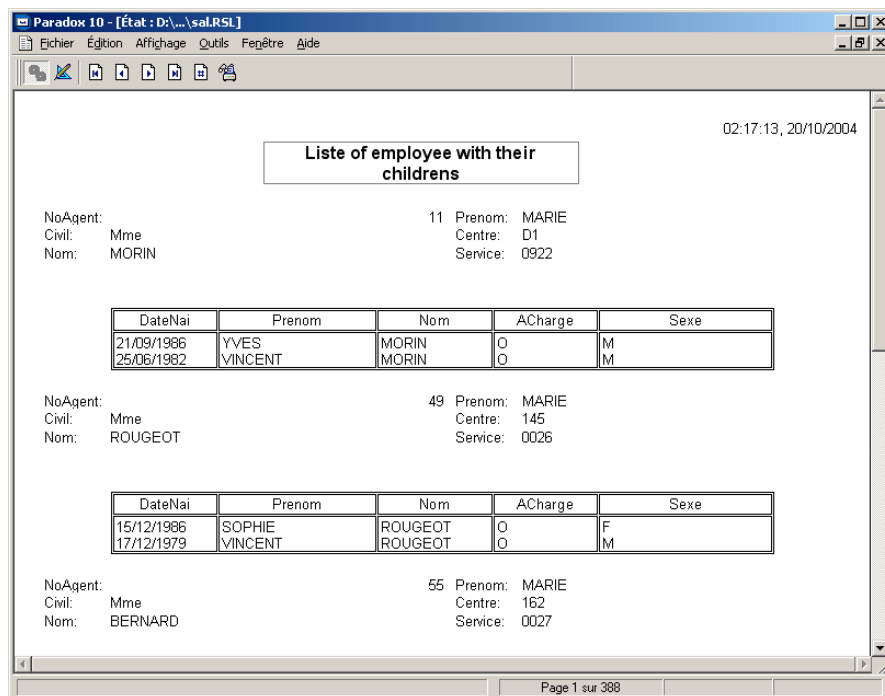 Paradox 10 - [État : D:\...\sal.RSL]
Fichier Édition Affichage Outils Fenêtre Aide
02:17:13, 20/10/2004
Liste of employee with their
childrens
NoAgent: 11 Prenom: MARIE
Civil: Mme Centre: D1
Nom: MORIN Service: 0922
DateNai Prenom Nom ACharge Sexe
21/09/1986 YVES MORIN O M
25/06/1982 VINCENT MORIN O M
NoAgent: 49 Prenom: MARIE
Civil: Mme Centre: 145
Nom: ROUGEOT Service: 0026
DateNai Prenom Nom ACharge Sexe
15/12/1986 SOPHIE ROUGEOT O F
17/12/1979 VINCENT ROUGEOT O M
NoAgent: 55 Prenom: MARIE
Civil: Mme Centre: 162
Nom: BERNARD Service: 0027
Page 1 sur 388